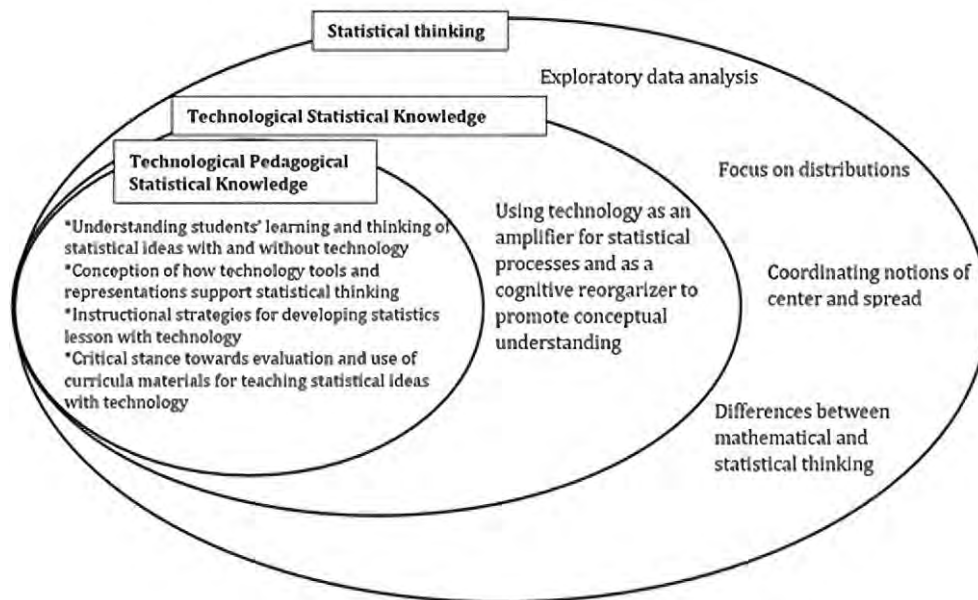 Statistical thinking
Exploratory data analysis
Technological Statistical Knowledge
Technological Pedagogical
Statistical Knowledge
*Understanding students' learning and thinking of
statistical ideas with and without technology
*Conception of how technology tools and
representations support statistical thinking
*Instructional strategies for developing statistics
lesson with technology
*Critical stance towards evaluation and use of
curricula materials for teaching statistical ideas
with technology
Using technology as an
amplifier for statistical
processes and as a
cognitive reorgarizer to
promote conceptual
understanding
Focus on distributions
Coordinating notions of
center and spread
Differences between
mathematical and
statistical thinking